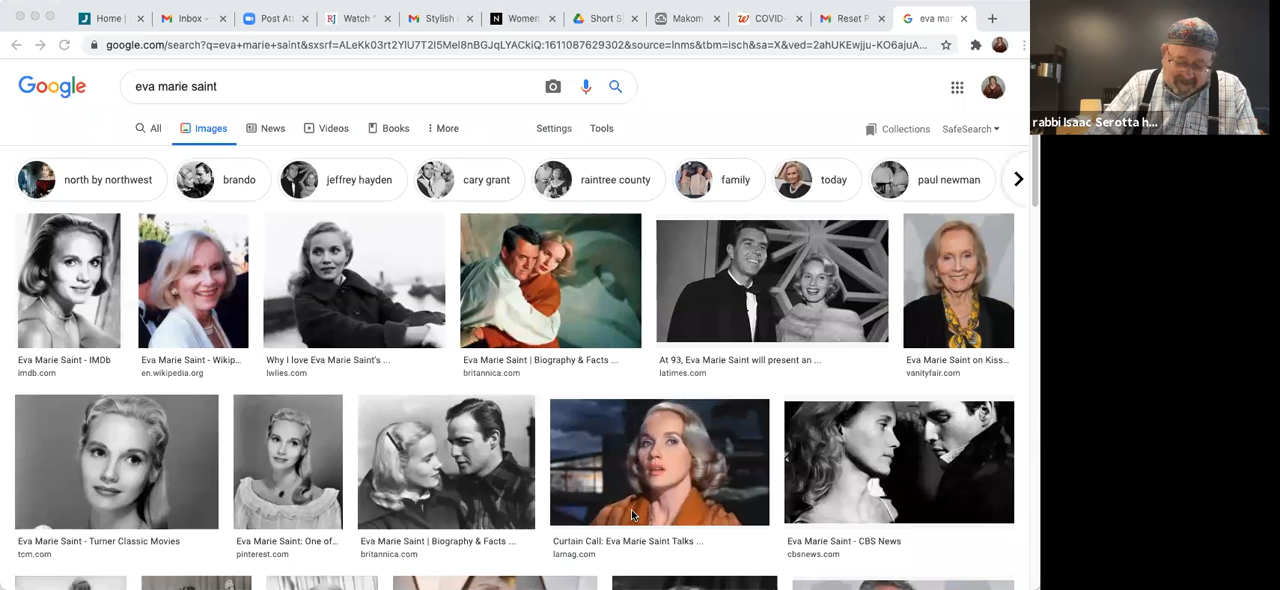 Home
Inbox -
Post At
Watch
Stylish
Women
Short S
Makom
COVID-
Reset P
eva mar
google.com/search?q=eva+marie+saint&sxsrf=ALeKk03rt2YlU7T2I5Mel8nBGJqLYACkiQ:1611087629302&source=lnms&tbm=isch&sa=X&ved=2ahUKEwjju-KO6ajuA...
Google
eva marie saint
All Images News Videos Books More Settings Tools Collections SafeSearch
north by northwest brando jeffrey hayden cary grant raintree county family today paul newman
Eva Marie Saint - IMDb
imdb.com
Eva Marie Saint - Wikip...
en.wikipedia.org
Why I love Eva Marie Saint's ...
lwlies.com
Eva Marie Saint | Biography & Facts ...
britannica.com
At 93, Eva Marie Saint will present an ...
latimes.com
Eva Marie Saint on Kiss...
vanityfair.com
Eva Marie Saint - Turner Classic Movies
tcm.com
Eva Marie Saint: One of...
pinterest.com
Eva Marie Saint | Biography & Facts ...
britannica.com
Curtain Call: Eva Marie Saint Talks ...
lamag.com
Eva Marie Saint - CBS News
cbsnews.com
rabbi Isaac Serotta h...